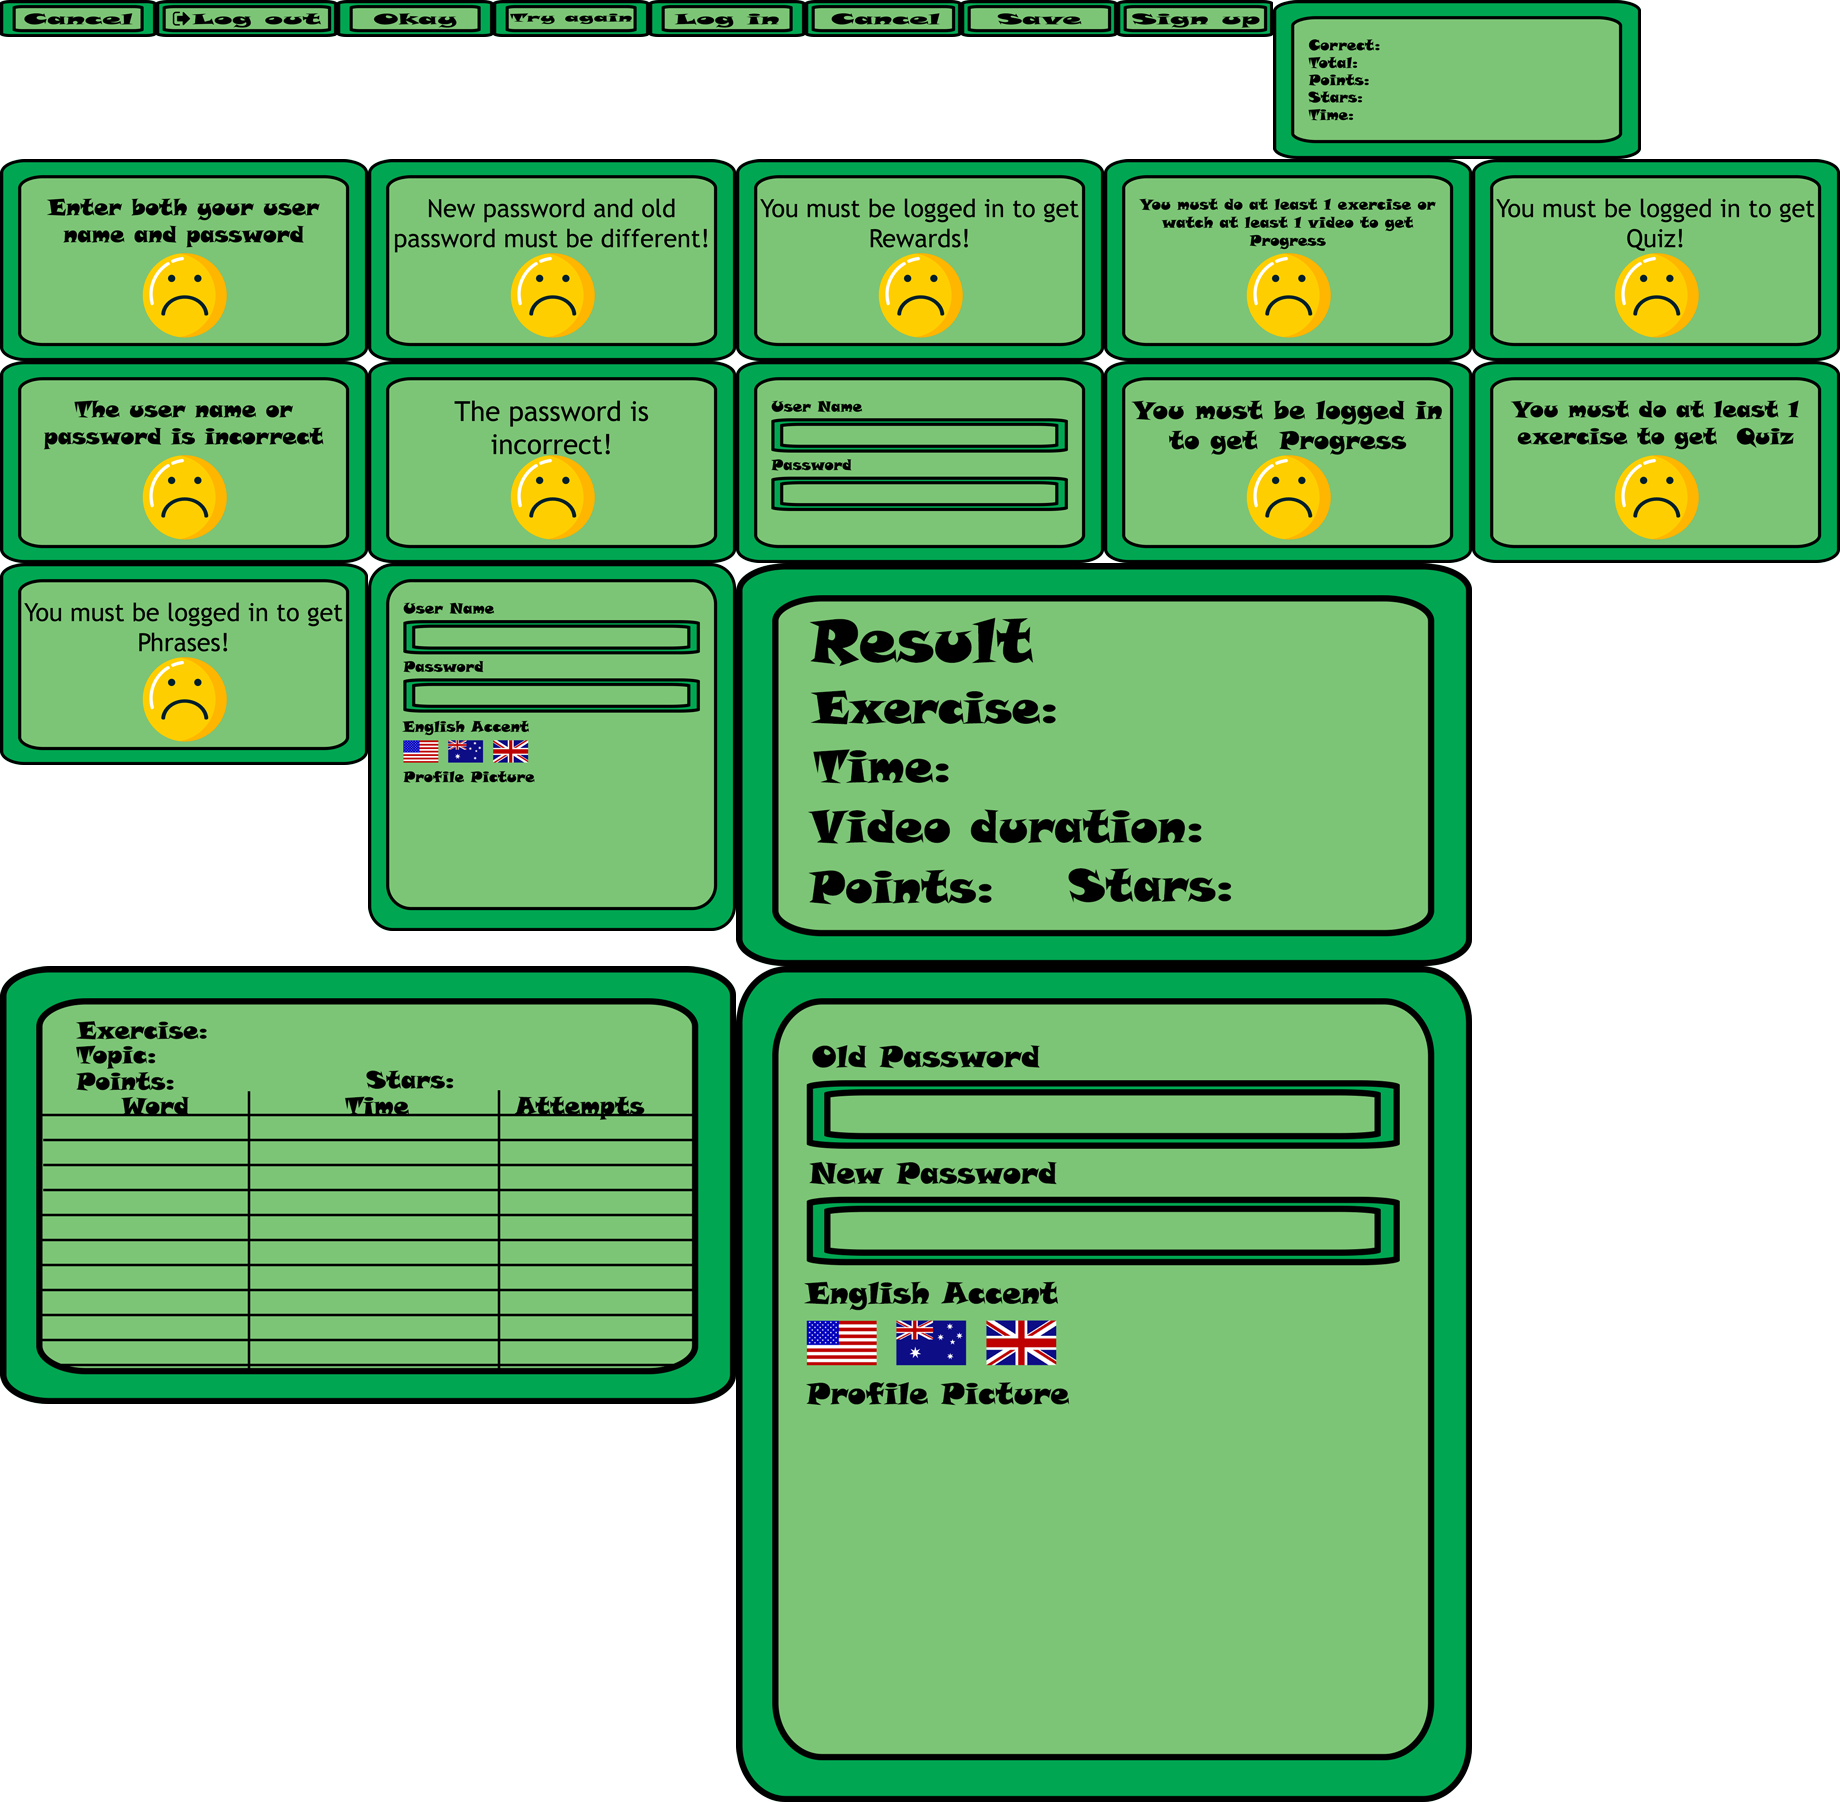 Cancel
Log out
Okay
Try again
Log in
Cancel
Save
Sign up
Correct:
Total:
Points:
Stars:
Time:
Enter both your user
name and password
New password and old
password must be different!
You must be logged in to get
Rewards!
You must do at least 1 exercise or
watch at least 1 video to get
Progress
You must be logged in to get
Quiz!
The user name or
password is incorrect
The password is
incorrect!
User Name
Password
You must be logged in
to get Progress
You must do at least 1
exercise to get Quiz
You must be logged in to get
Phrases!
User Name
Password
English Accent
Profile Picture
Result
Exercise:
Time:
Video duration:
Points: Stars:
Exercise:
Topic:
Points: Stars:
Word Time Attempts
Old Password
New Password
English Accent
Profile Picture